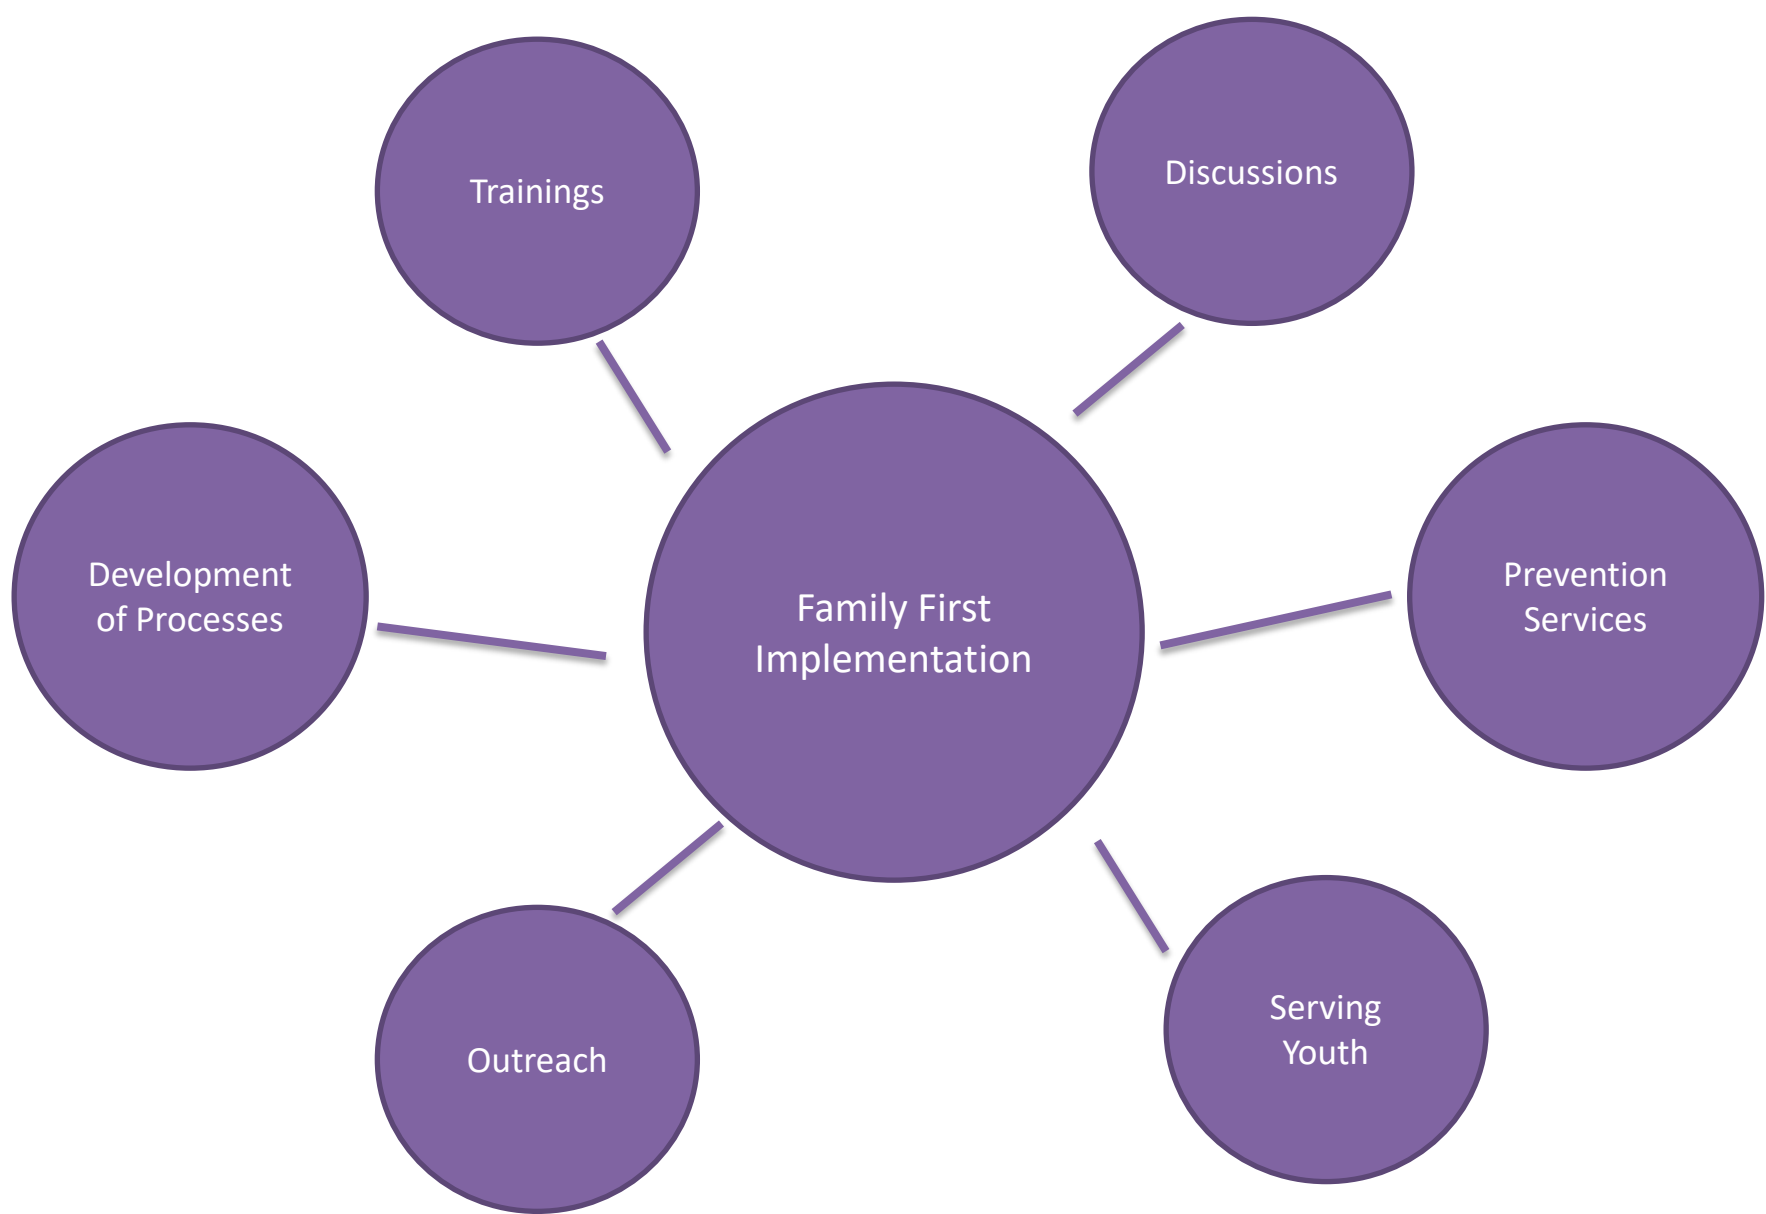 Trainings
Discussions
Development
of Processes
Family First
Implementation
Prevention
Services
Outreach
Serving
Youth